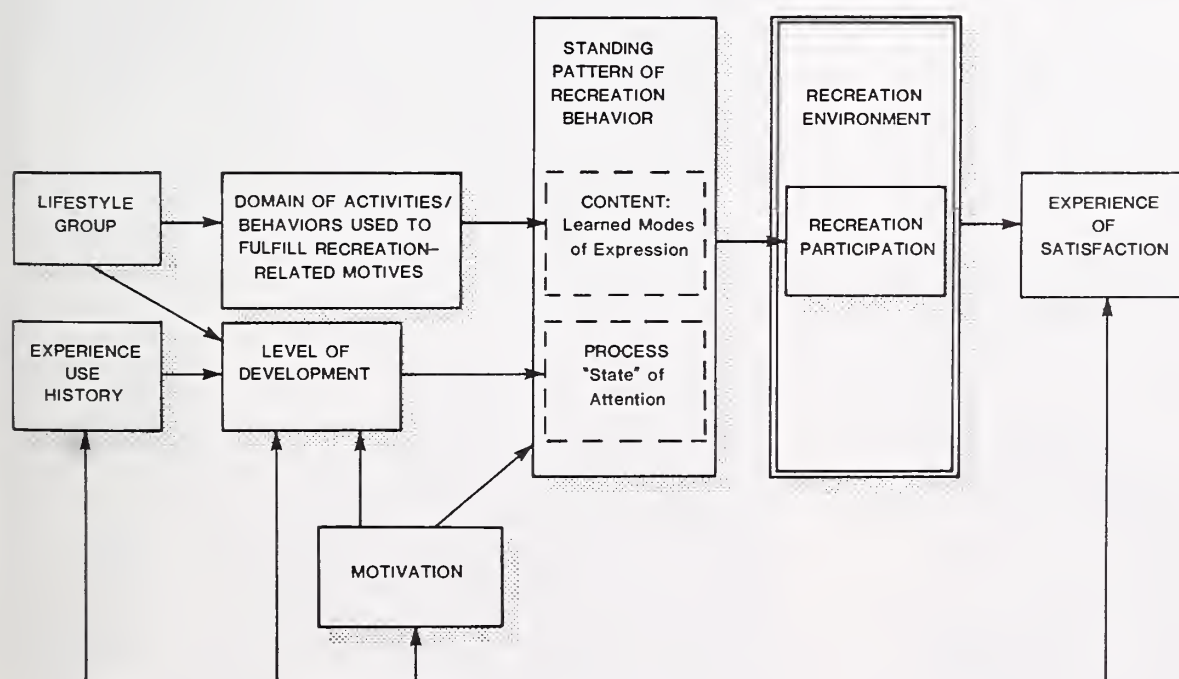 STANDING
PATTERN OF
RECREATION
BEHAVIOR
RECREATION
ENVIRONMENT
LIFESTYLE
GROUP
DOMAIN OF ACTIVITIES/
BEHAVIORS USED TO
FULFILL RECREATION–
RELATED MOTIVES
CONTENT:
Learned Modes
of Expression
RECREATION
PARTICIPATION
EXPERIENCE
OF
SATISFACTION
EXPERIENCE
USE
HISTORY
LEVEL OF
DEVELOPMENT
PROCESS
"State" of
Attention
MOTIVATION